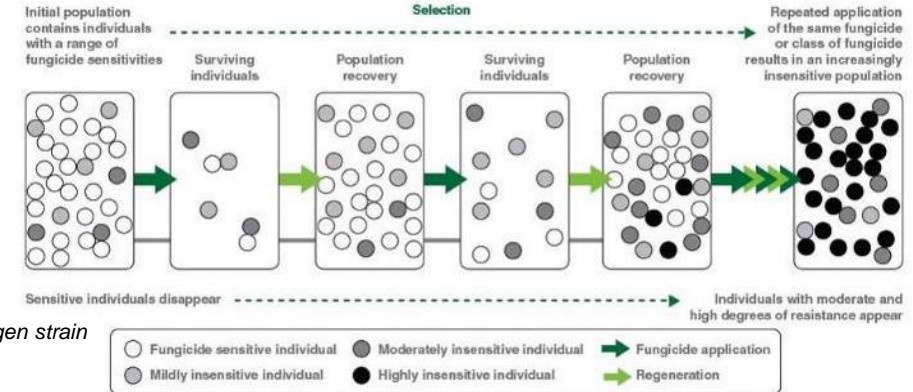 Initial population
contains individuals
with a range of
fungicide sensitivities
Selection
Repeated application
of the same fungicide
or class of fungicide
results in an increasingly
insensitive population
Surviving
individuals
Population
recovery
Surviving
individuals
Population
recovery
Sensitive individuals disappear
Individuals with moderate and
high degrees of resistance appear
gen strain
Fungicide sensitive individual
Moderately insensitive individual
Fungicide application
Mildly insensitive individual
Highly insensitive individual
Regeneration